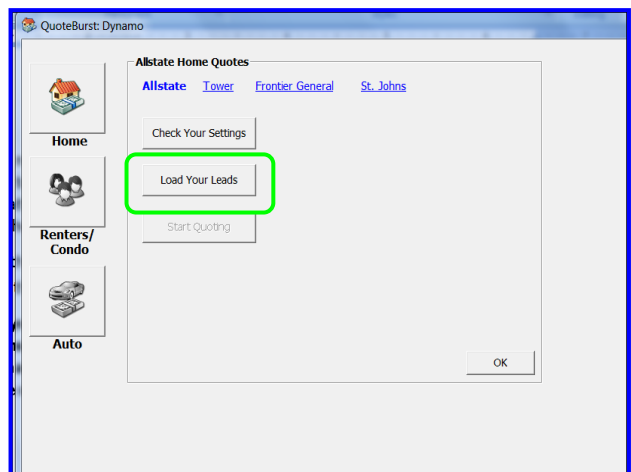 QuoteBurst: Dynamo
Allstate Home Quotes
Allstate Tower Frontier General St. Johns
Check Your Settings
Home
Load Your Leads
Start Quoting
Renters/
Condo
Auto
OK